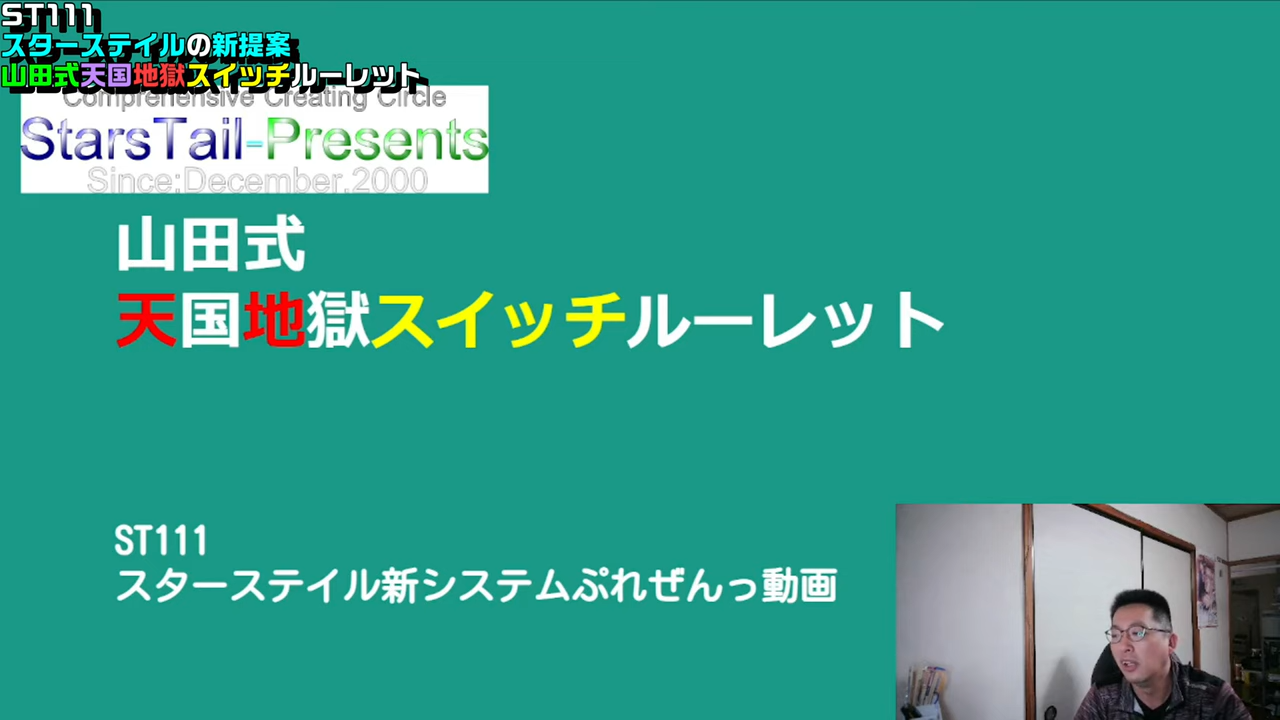 ST111
スターステイルの新提案
山田式天国地獄スイッチルーレット
Comprehensive Creating Circle
StarsTail-Presents
Since:December.2000
山田式
天国地獄スイッチルーレット
ST111
スターステイル新システムぷれぜんっ動画